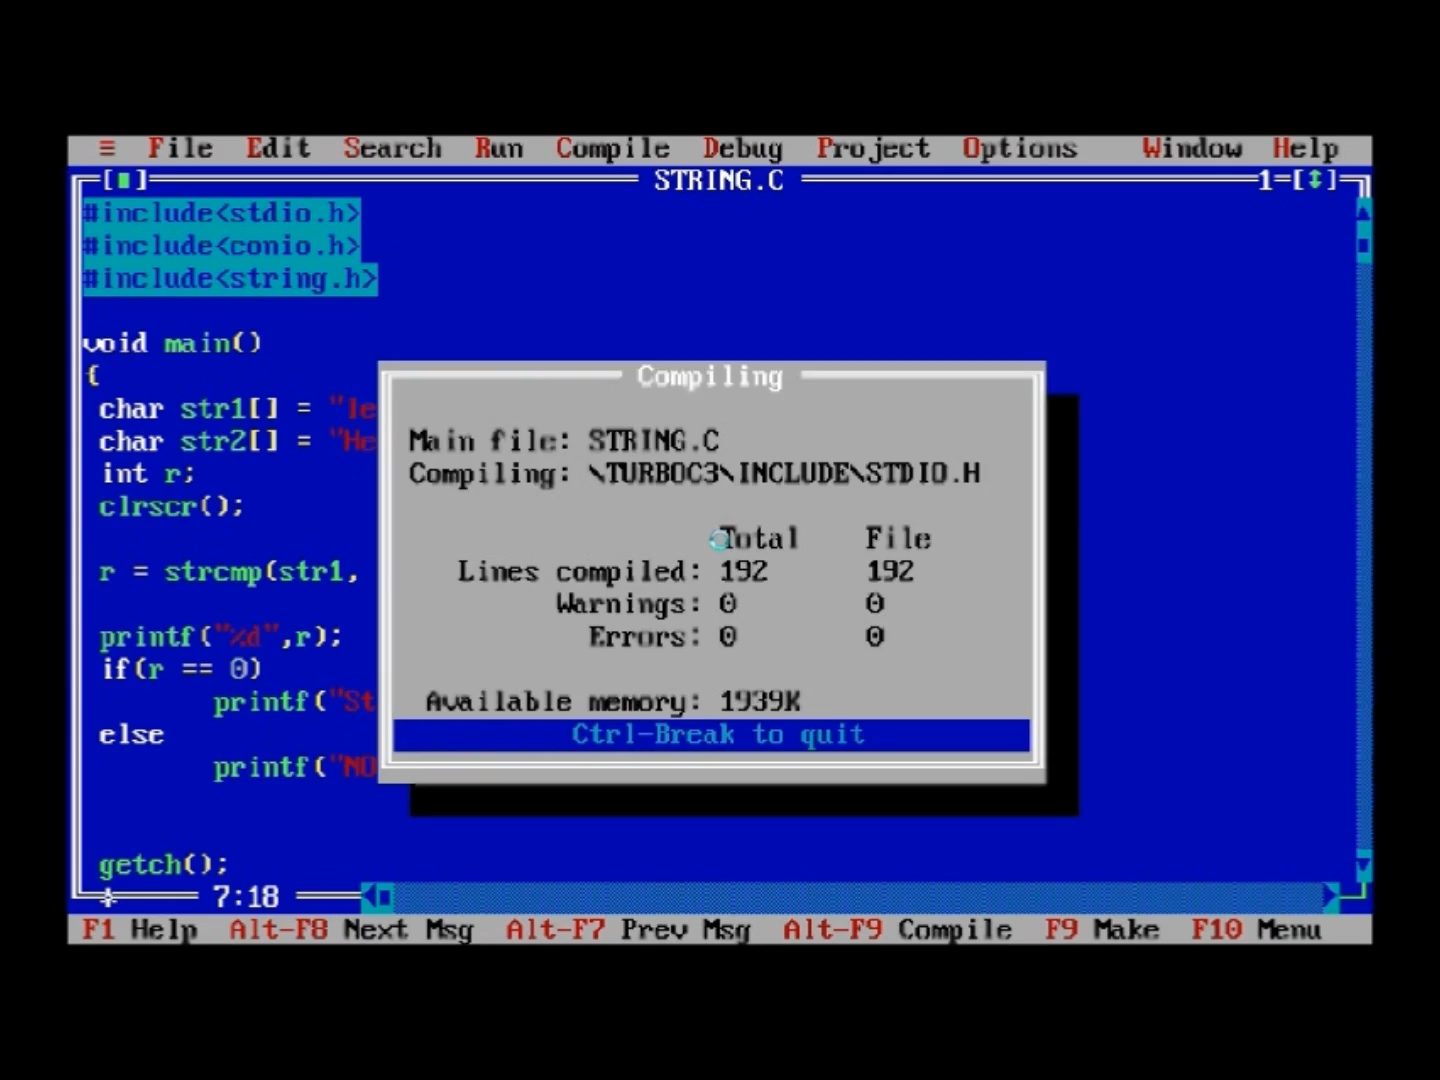 ≡ File Edit Search Run Compile Debug Project Options Window Help
[■] STRING.C 1=[↕]
#include<stdio.h>
#include<conio.h>
#include<string.h>
void main()
{
char str1[] = "le
char str2[] = "He
int r;
clrscr();
r = strcmp(str1,
printf("%d",r);
if(r == 0)
printf("St
else
printf("NO
getch();
Compiling
Main file: STRING.C
Compiling: \TURBOC3\INCLUDE\STDIO.H
Total File
Lines compiled: 192 192
Warnings: 0 0
Errors: 0 0
Available memory: 1939K
Ctrl-Break to quit
7:18
F1 Help Alt-F8 Next Msg Alt-F7 Prev Msg Alt-F9 Compile F9 Make F10 Menu